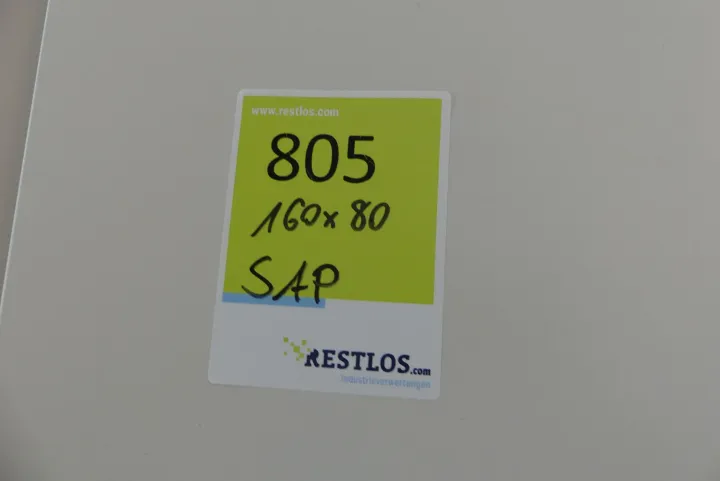 www.restlos.com
805
160x80
SAP
RESTLOS.com
Industrieverwertungen